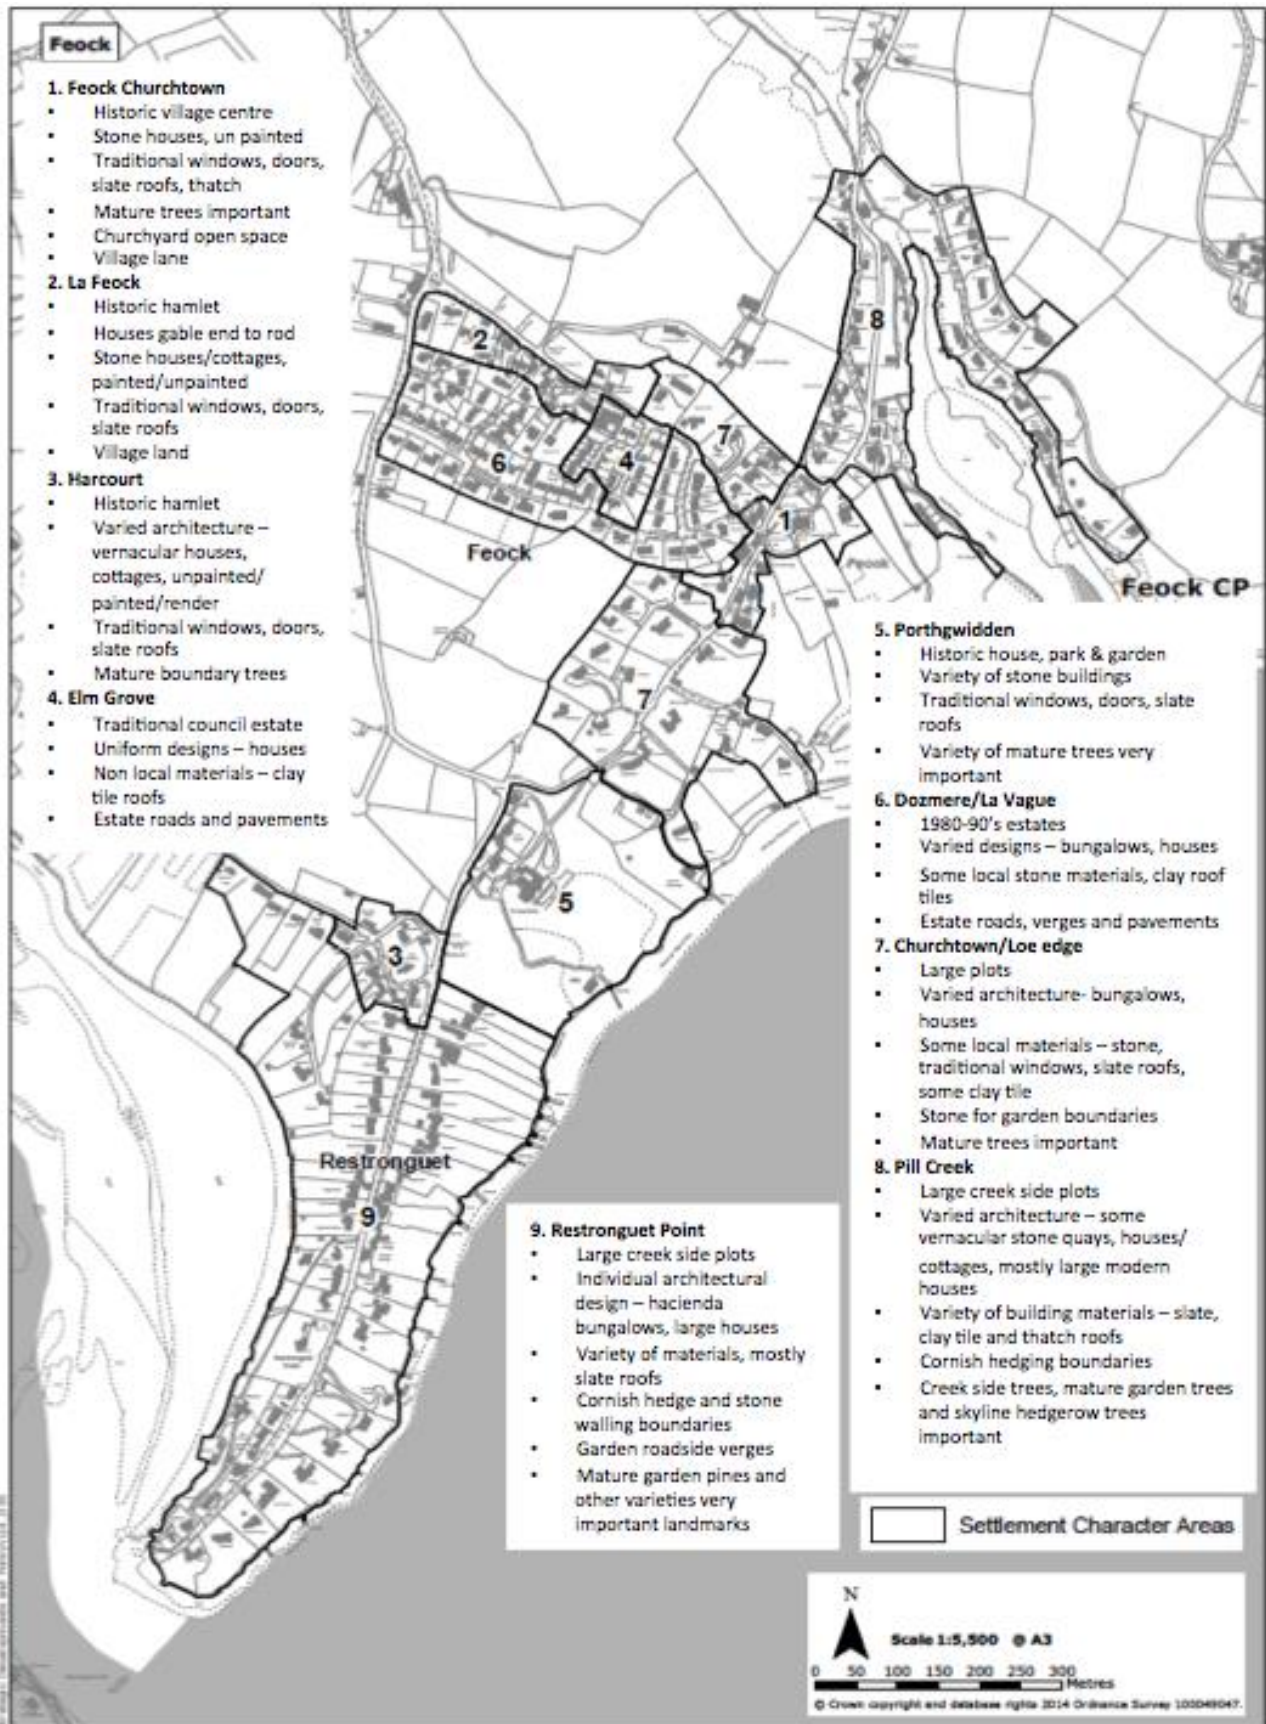 Feock
1. Feock Churchtown
▪ Historic village centre
▪ Stone houses, un painted
▪ Traditional windows, doors,
slate roofs, thatch
▪ Mature trees important
▪ Churchyard open space
▪ Village lane
2. La Feock
▪ Historic hamlet
▪ Houses gable end to rod
▪ Stone houses/cottages,
painted/unpainted
▪ Traditional windows, doors,
slate roofs
▪ Village land
3. Harcourt
▪ Historic hamlet
▪ Varied architecture –
vernacular houses,
cottages, unpainted/
painted/render
▪ Traditional windows, doors,
slate roofs
▪ Mature boundary trees
4. Elm Grove
▪ Traditional council estate
▪ Uniform designs – houses
▪ Non local materials – clay
tile roofs
▪ Estate roads and pavements
8
2
7
6
4
1
Feock
Feock CP
7
5
3
Restronguet
9
5. Porthgwidden
▪ Historic house, park & garden
▪ Variety of stone buildings
▪ Traditional windows, doors, slate
roofs
▪ Variety of mature trees very
important
6. Dozmere/La Vague
▪ 1980-90's estates
▪ Varied designs – bungalows, houses
▪ Some local stone materials, clay roof
tiles
▪ Estate roads, verges and pavements
7. Churchtown/Loe edge
▪ Large plots
▪ Varied architecture- bungalows,
houses
▪ Some local materials – stone,
traditional windows, slate roofs,
some clay tile
▪ Stone for garden boundaries
▪ Mature trees important
8. Pill Creek
▪ Large creek side plots
▪ Varied architecture – some
vernacular stone quays, houses/
cottages, mostly large modern
houses
▪ Variety of building materials – slate,
clay tile and thatch roofs
▪ Cornish hedging boundaries
▪ Creek side trees, mature garden trees
and skyline hedgerow trees
important
9. Restronguet Point
▪ Large creek side plots
▪ Individual architectural
design – hacienda
bungalows, large houses
▪ Variety of materials, mostly
slate roofs
▪ Cornish hedge and stone
walling boundaries
▪ Garden roadside verges
▪ Mature garden pines and
other varieties very
important landmarks
Settlement Character Areas
N
Scale 1:5,500 @ A3
0 50 100 150 200 250 300
Metres
© Crown copyright and database rights 2014 Ordnance Survey 100049047.